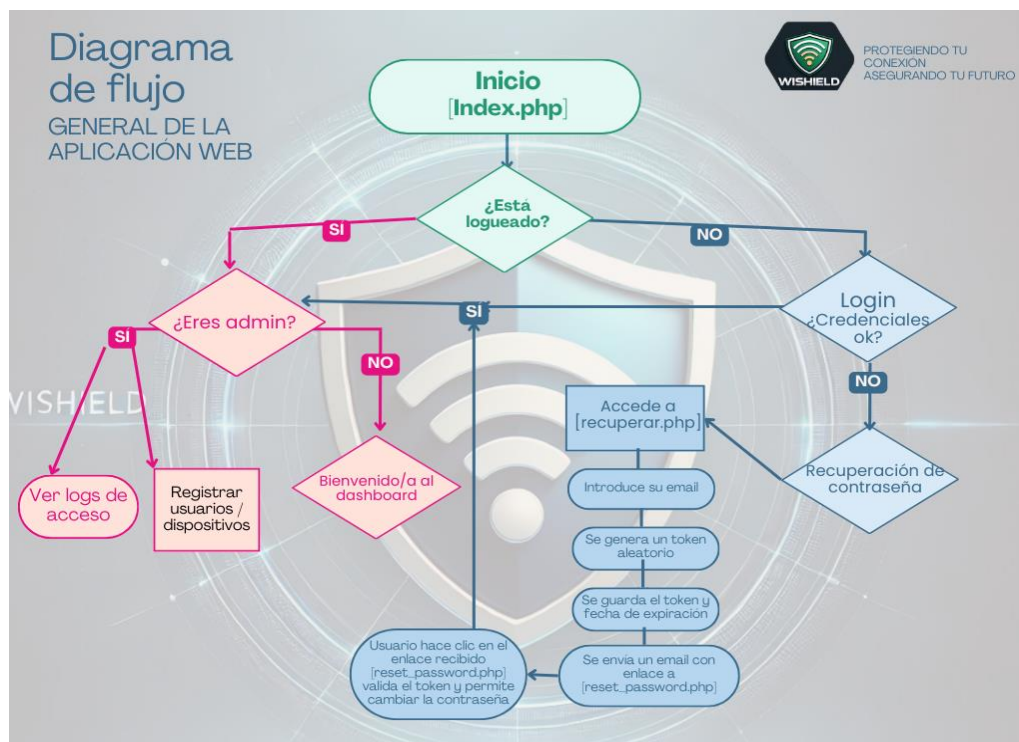 Diagrama
de flujo
GENERAL DE LA
APLICACIÓN WEB
WISHIELD
PROTEGIENDO TU
CONEXIÓN
ASEGURANDO TU FUTURO
Inicio
[Index.php]
¿Está
logueado?
SÍ
NO
¿Eres admin?
SÍ
Login
¿Credenciales
ok?
SÍ
NO
NO
WISHIELD
Accede a
[recuperar.php]
Recuperación de
contraseña
Bienvenido/a al
dashboard
Ver logs de
acceso
Registrar
usuarios /
dispositivos
Introduce su email
Se genera un token
aleatorio
Se guarda el token y
fecha de expiración
Se envía un email con
enlace a
[reset_password.php]
Usuario hace clic en el
enlace recibido
[reset_password.php]
valida el token y permite
cambiar la contraseña